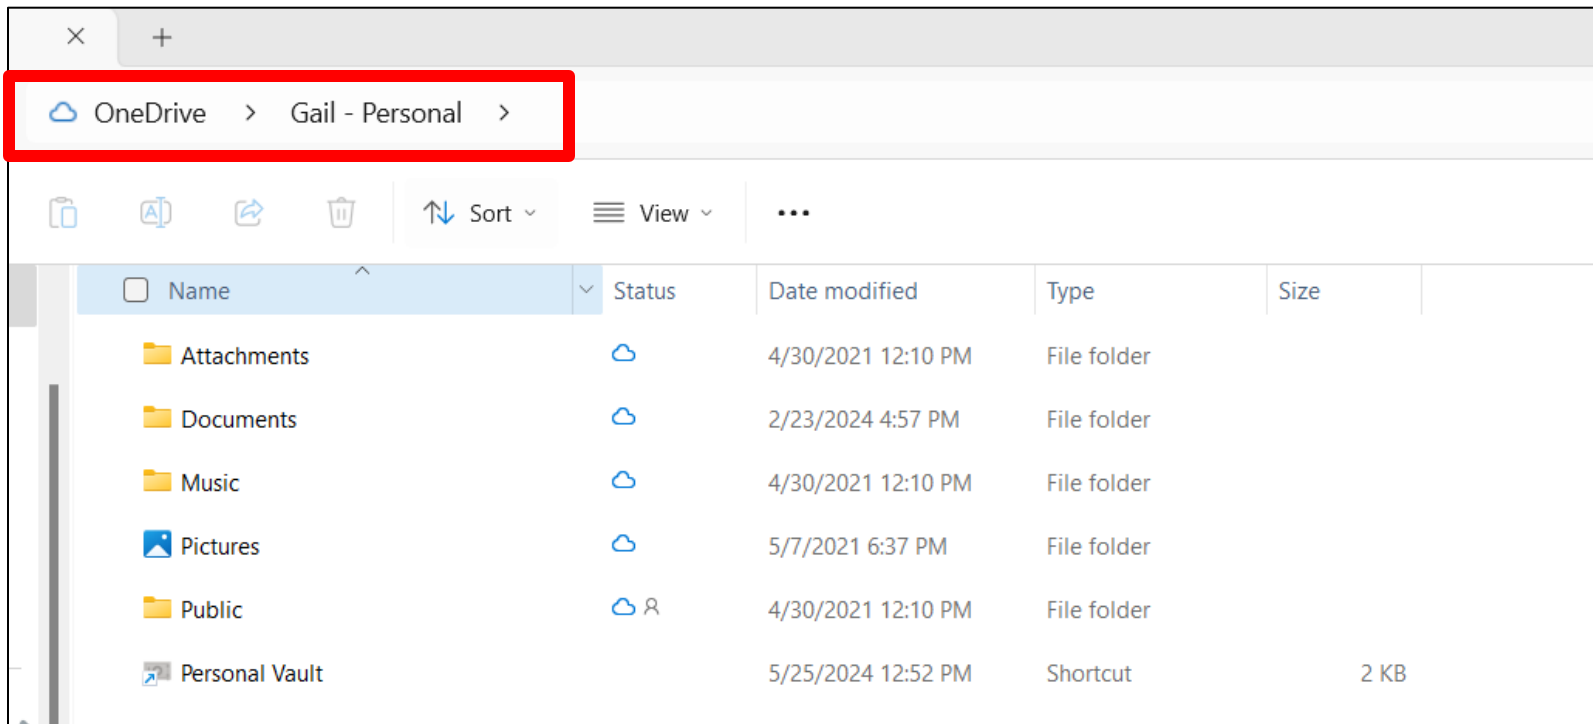 OneDrive > Gail - Personal >
Sort View
Name Status Date modified Type Size
Attachments 4/30/2021 12:10 PM File folder
Documents 2/23/2024 4:57 PM File folder
Music 4/30/2021 12:10 PM File folder
Pictures 5/7/2021 6:37 PM File folder
Public 4/30/2021 12:10 PM File folder
Personal Vault 5/25/2024 12:52 PM Shortcut 2 KB